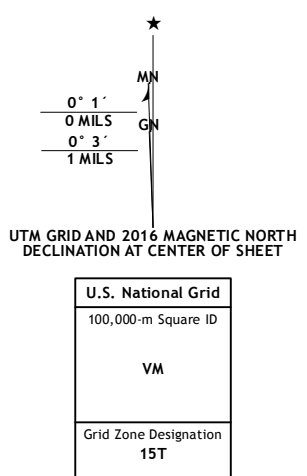 MN
0° 1´
0 MILS
GN
0° 3´
1 MILS
UTM GRID AND 2016 MAGNETIC NORTH
DECLINATION AT CENTER OF SHEET
U.S. National Grid
100,000-m Square ID
VM
Grid Zone Designation
15T